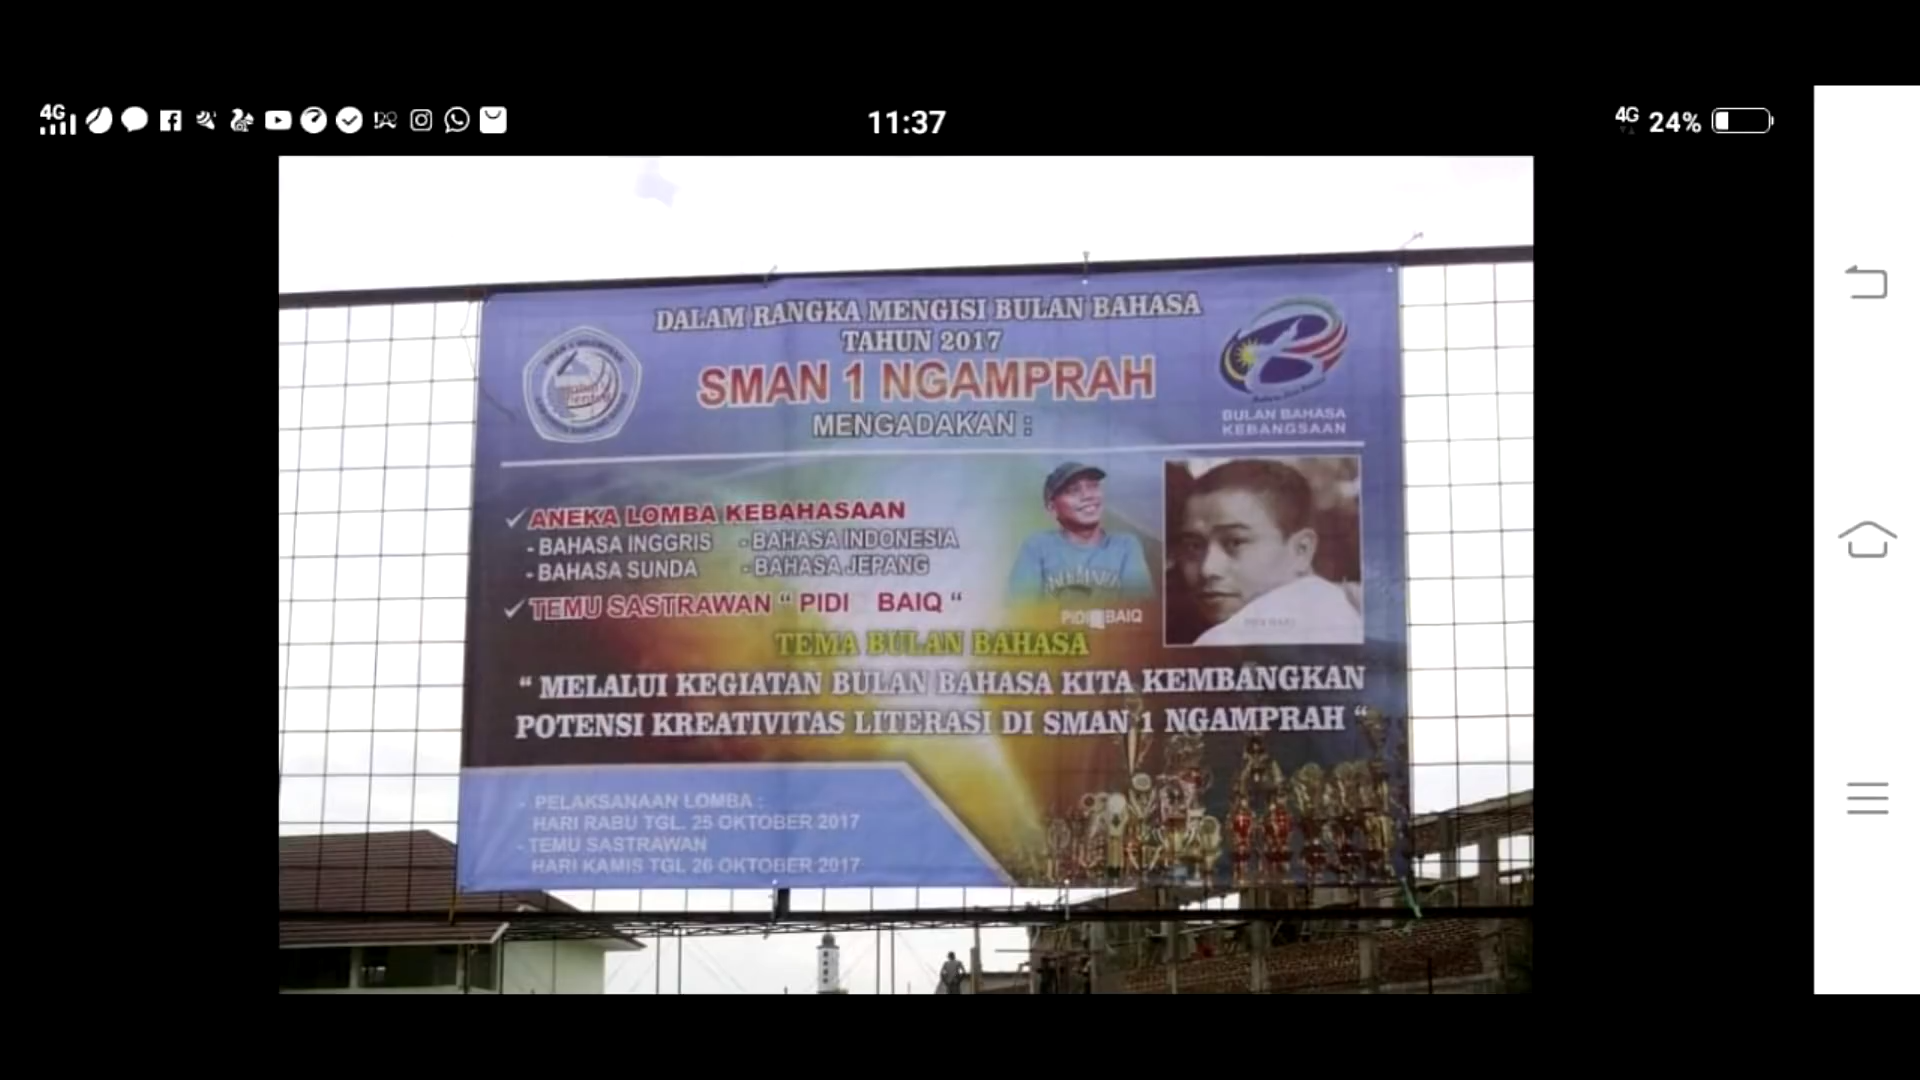 4G
11:37
4G 24%
DALAM RANGKA MENGISI BULAN BAHASA
TAHUN 2017
SMAN 1 NGAMPRAH
MENGADAKAN :
BULAN BAHASA
KEBANGSAAN
✓ ANEKA LOMBA KEBAHASAAN
- BAHASA INGGRIS - BAHASA INDONESIA
- BAHASA SUNDA - BAHASA JEPANG
✓ TEMU SASTRAWAN “ PIDI BAIQ “
PIDI BAIQ
TEMA BULAN BAHASA
“ MELALUI KEGIATAN BULAN BAHASA KITA KEMBANGKAN
POTENSI KREATIVITAS LITERASI DI SMAN 1 NGAMPRAH “
- PELAKSANAAN LOMBA :
HARI RABU TGL. 25 OKTOBER 2017
- TEMU SASTRAWAN
HARI KAMIS TGL 26 OKTOBER 2017